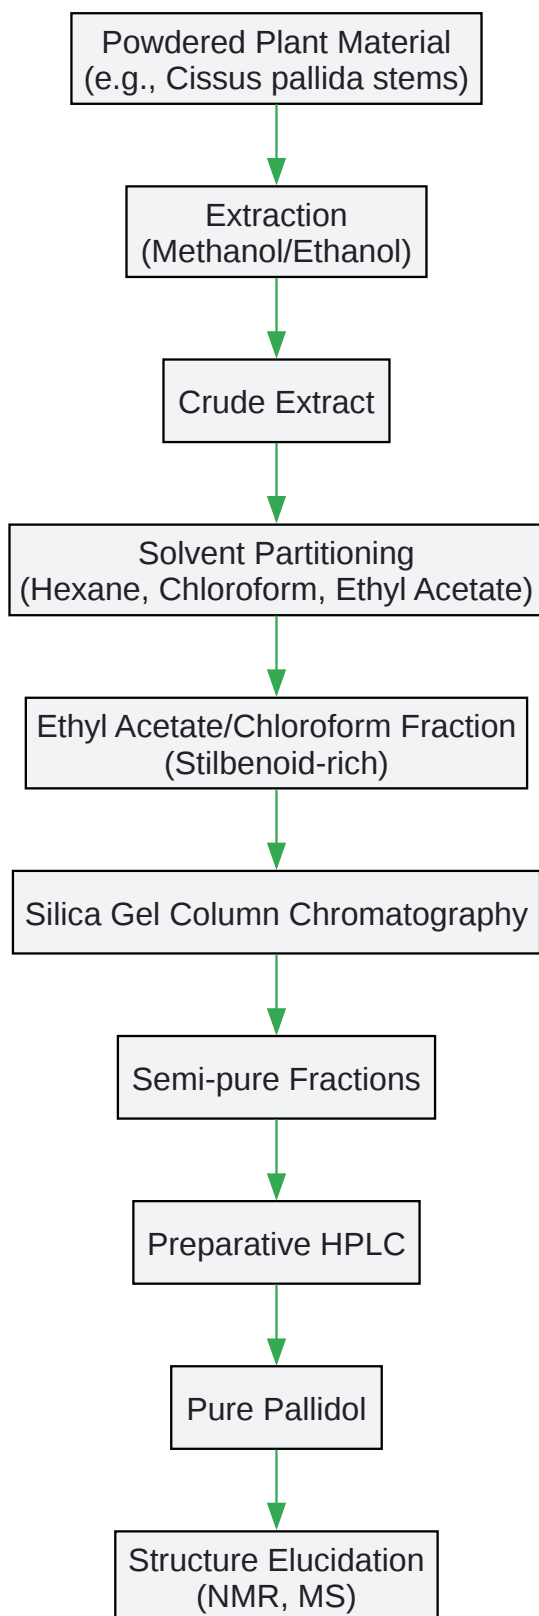 Powdered Plant Material
(e.g., Cissus pallida stems)
Extraction
(Methanol/Ethanol)
Crude Extract
Solvent Partitioning
(Hexane, Chloroform, Ethyl Acetate)
Ethyl Acetate/Chloroform Fraction
(Stilbenoid-rich)
Silica Gel Column Chromatography
Semi-pure Fractions
Preparative HPLC
Pure Pallidol
Structure Elucidation
(NMR, MS)